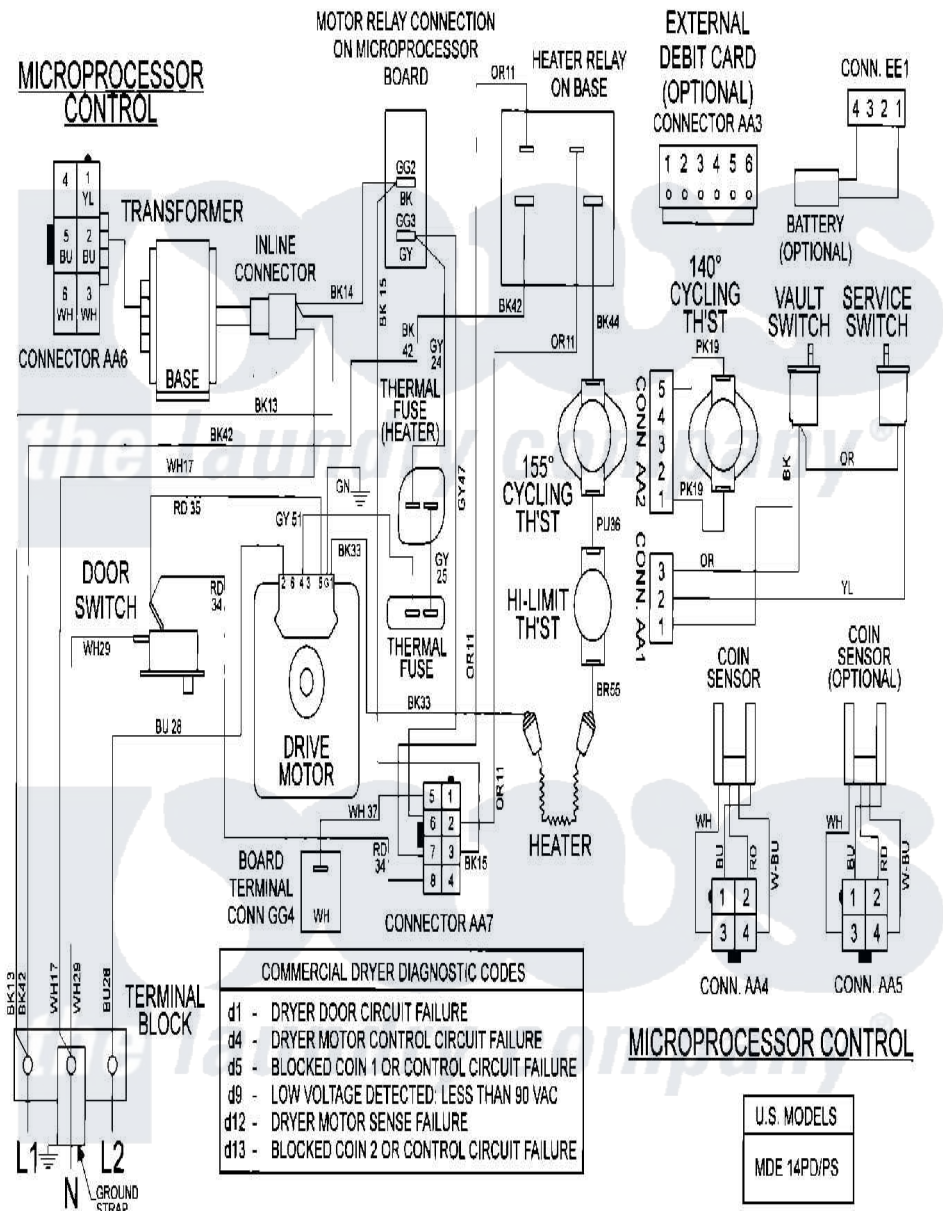 MICROPROCESSOR
CONTROL
MOTOR RELAY CONNECTION
ON MICROPROCESSOR
BOARD
HEATER RELAY
ON BASE
OR11
EXTERNAL
DEBIT CARD
(OPTIONAL)
CONNECTOR AA3
1 2 3 4 5 6
CONN. EE1
4 3 2 1
BATTERY
(OPTIONAL)
4 1
YL
5 2
BU BU
6 3
WH WH
CONNECTOR AA6
TRANSFORMER
BASE
INLINE
CONNECTOR
GG2
BK
GG3
GY
BK14
BK 15
BK
42
GY
24
BK42
OR11
BK44
140°
CYCLING
TH'ST
PK19
VAULT
SWITCH
SERVICE
SWITCH
BK13
BK42
WH17
THERMAL
FUSE
(HEATER)
GY47
155°
CYCLING
TH'ST
CONN AA2
5
4
3
2
1
PK19
BK
OR
RD 35
GN
GY 51
BK33
GY
25
PU36
DOOR
SWITCH
RD
34
WH29
2 6 4 3 5 G 1
THERMAL
FUSE
HI-LIMIT
TH'ST
CONN. AA1
3
2
1
OR
YL
OR11
BR55
BK33
BU 28
DRIVE
MOTOR
HEATER
COIN
SENSOR
COIN
SENSOR
(OPTIONAL)
WH 37
5 1
6 2
7 3
8 4
OR11
BK15
RD
34
BOARD
TERMINAL
CONN GG4
WH
CONNECTOR AA7
WH
BU
RD
W-BU
1 2
3 4
CONN. AA4
WH
BU
RD
W-BU
1 2
3 4
CONN. AA5
BK13
BK42
WH17
WH29
BU28
TERMINAL
BLOCK
L1
N
L2
GROUND
STRAP
COMMERCIAL DRYER DIAGNOSTIC CODES
d1 - DRYER DOOR CIRCUIT FAILURE
d4 - DRYER MOTOR CONTROL CIRCUIT FAILURE
d5 - BLOCKED COIN 1 OR CONTROL CIRCUIT FAILURE
d9 - LOW VOLTAGE DETECTED: LESS THAN 90 VAC
d12 - DRYER MOTOR SENSE FAILURE
d13 - BLOCKED COIN 2 OR CONTROL CIRCUIT FAILURE
MICROPROCESSOR CONTROL
U.S. MODELS
MDE 14PD/PS
the laundry company®
the laundry company®